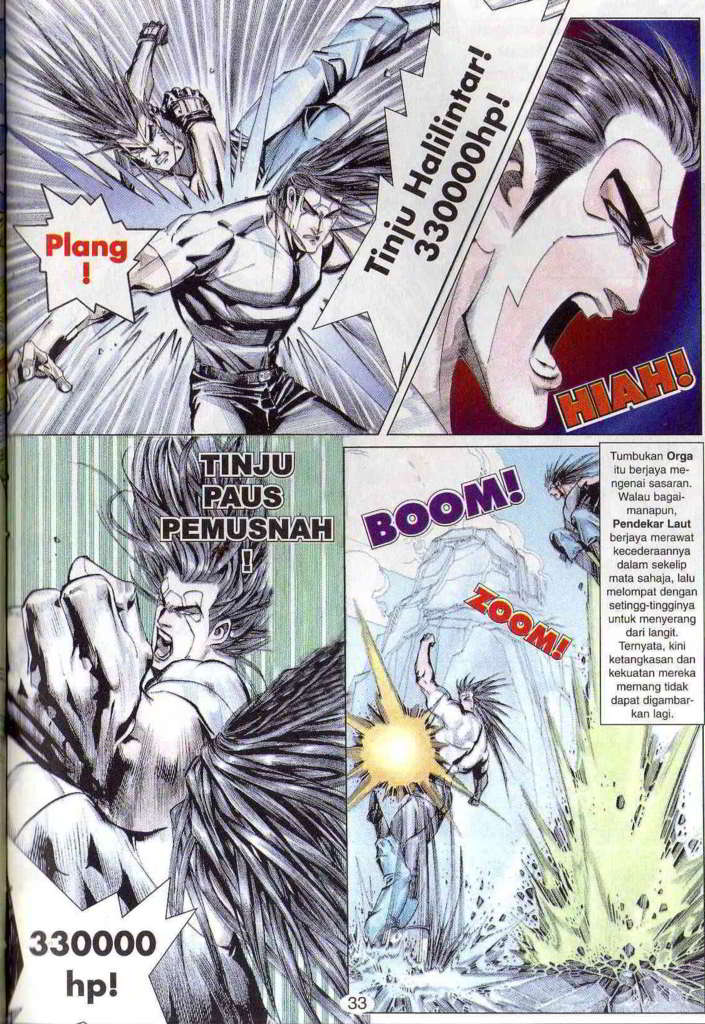 Plang
!
Tinju Halilintar!
330000hp!
HIAH!
TINJU
PAUS
PEMUSNAH
!
330000
hp!
BOOM!
ZOOM!
Tumbukan Orga
itu berjaya me-
ngenai sasaran.
Walau bagai-
manapun,
Pendekar Laut
berjaya merawat
kecederaannya
dalam sekelip
mata sahaja, lalu
melompat dengan
setingg-tingginya
untuk menyerang
dari langit.
Ternyata, kini
ketangkasan dan
kekuatan mereka
memang tidak
dapat digambar-
kan lagi.
33